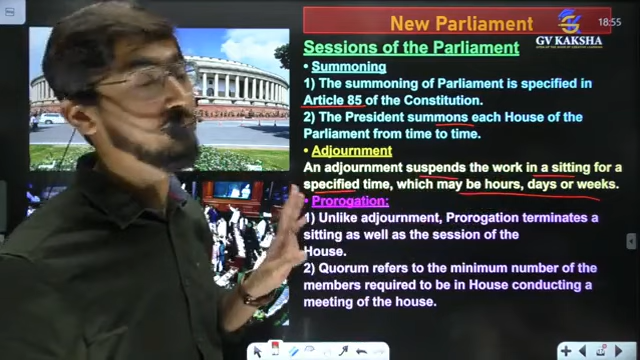 New Parliament
18:55
GV KAKSHA
Sessions of the Parliament
• Summoning
1) The summoning of Parliament is specified in
Article 85 of the Constitution.
2) The President summons each House of the
Parliament from time to time.
• Adjournment
An adjournment suspends the work in a sitting for a
specified time, which may be hours, days or weeks.
• Prorogation:
1) Unlike adjournment, Prorogation terminates a
sitting as well as the session of the
House.
2) Quorum refers to the minimum number of the
members required to be in House conducting a
meeting of the house.